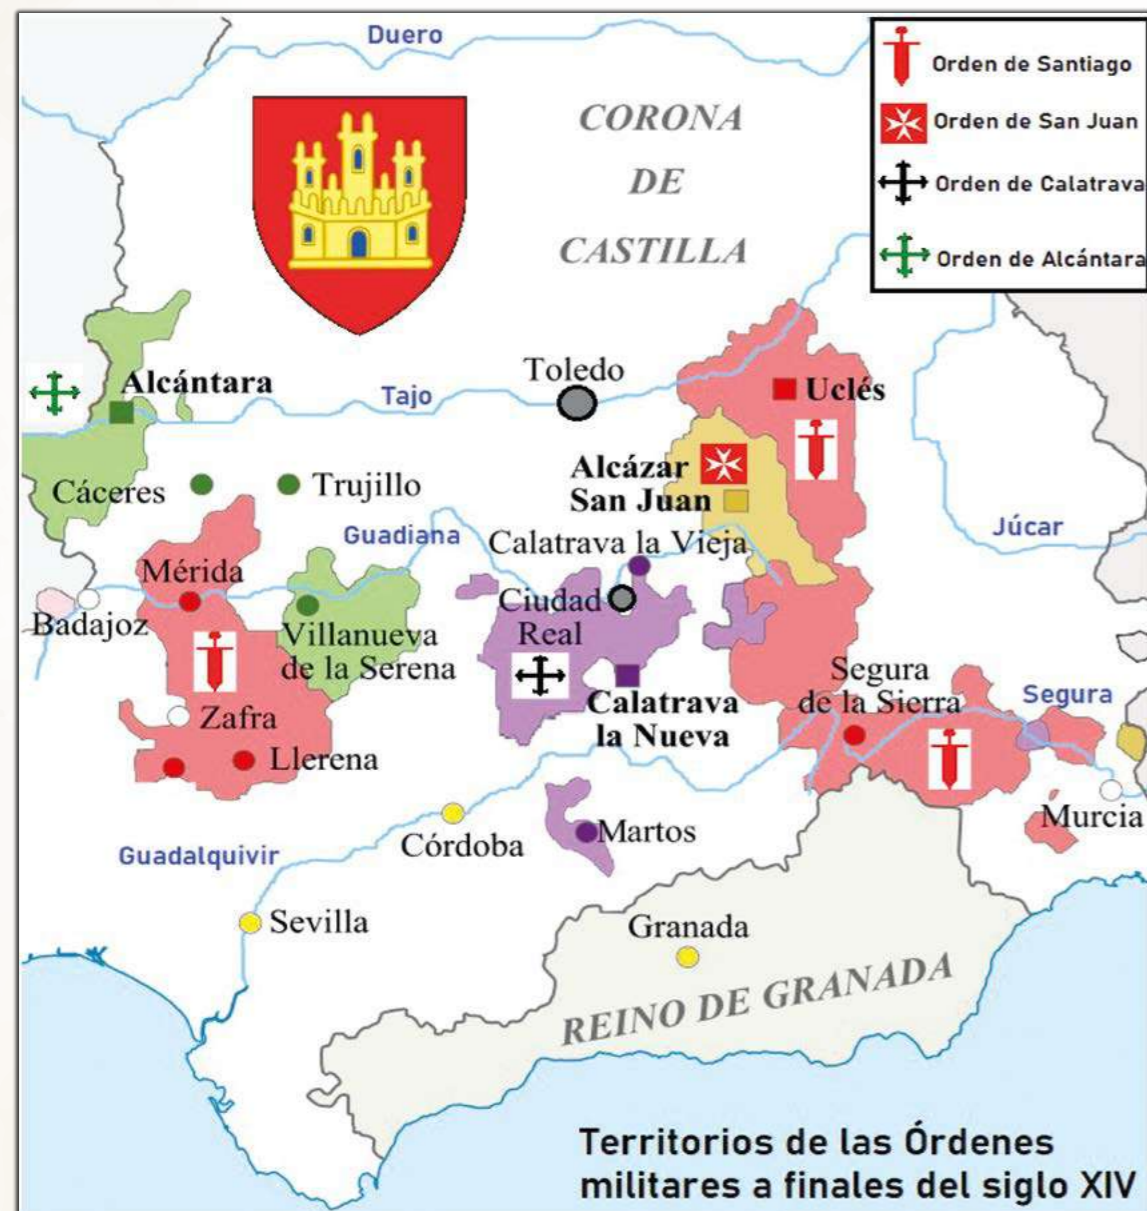 Duero
CORONA
DE
CASTILLA
Orden de Santiago
Orden de San Juan
Orden de Calatrava
Orden de Alcántara
Alcántara
Tajo
Toledo
Uclés
Cáceres
Trujillo
Alcázar
San Juan
Guadiana
Calatrava la Vieja
Júcar
Mérida
Badajoz
Villanueva
de la Serena
Ciudad
Real
Zafra
Llerena
Calatrava
la Nueva
Segura
de la Sierra
Segura
Murcia
Guadalquivir
Córdoba
Martos
Sevilla
Granada
REINO DE GRANADA
Territorios de las Órdenes
militares a finales del siglo XIV